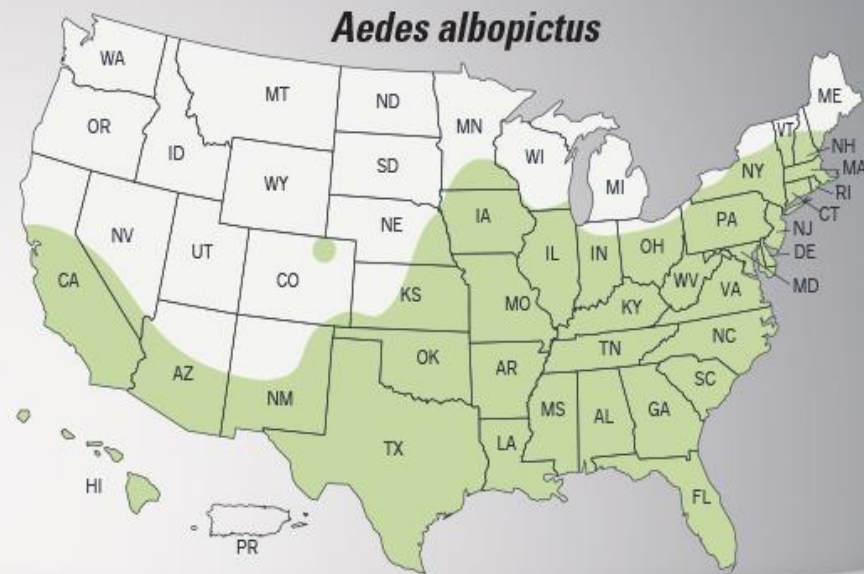 Aedes albopictus
WA
MT
ND
MN
ME
VT
OR
ID
WY
SD
WI
MI
NY
NH
MA
RI
CT
NV
UT
CO
NE
IA
IL
IN
OH
PA
NJ
DE
MD
CA
KS
MO
KY
WV
VA
AZ
NM
OK
AR
TN
NC
SC
TX
LA
MS
AL
GA
FL
HI
PR